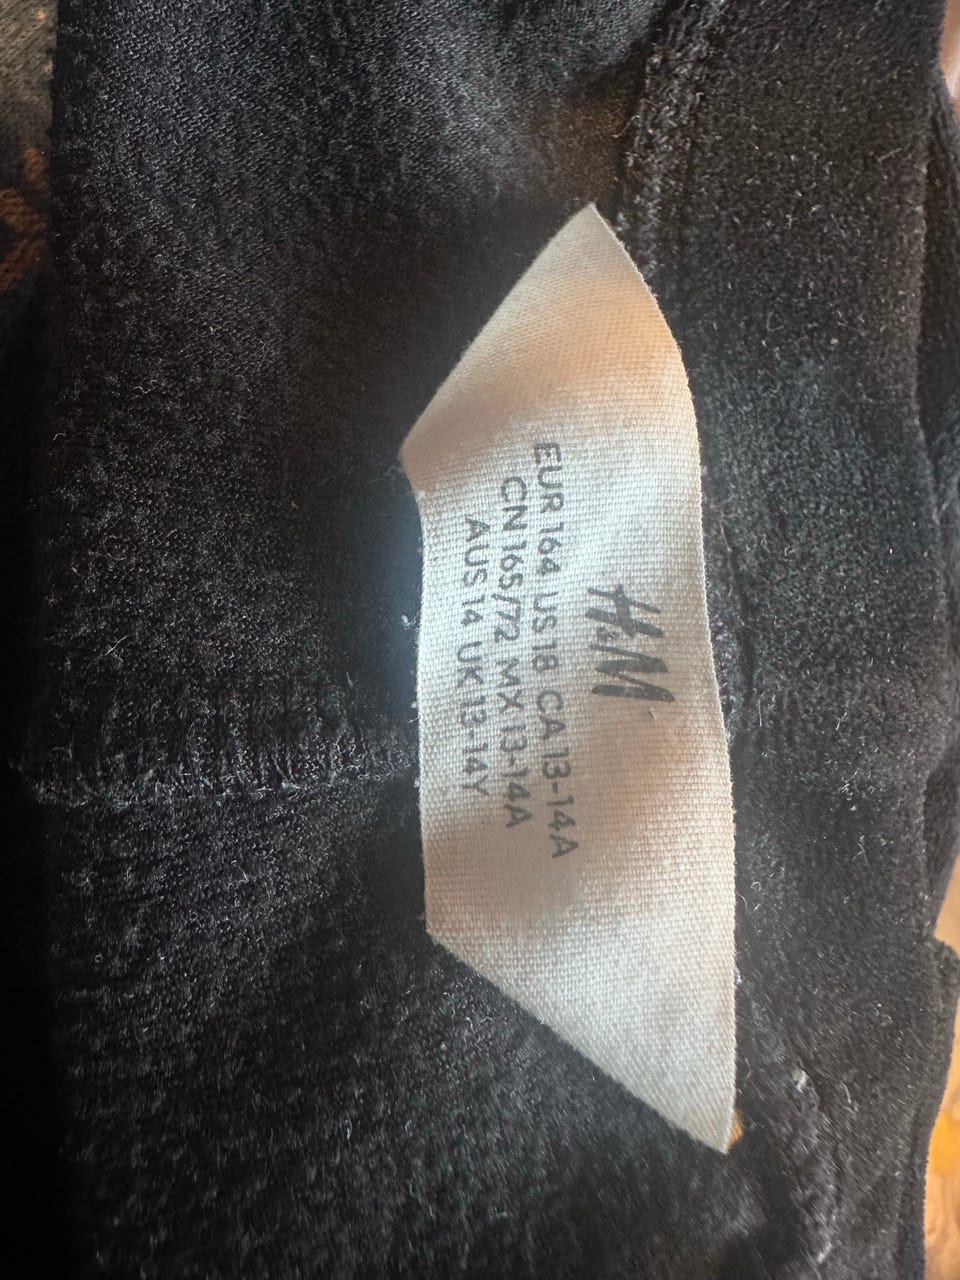 H&M
EUR 164 US 18 CA 13-14A
CN 165/72 MX 13-14A
AUS 14 UK 13-14Y